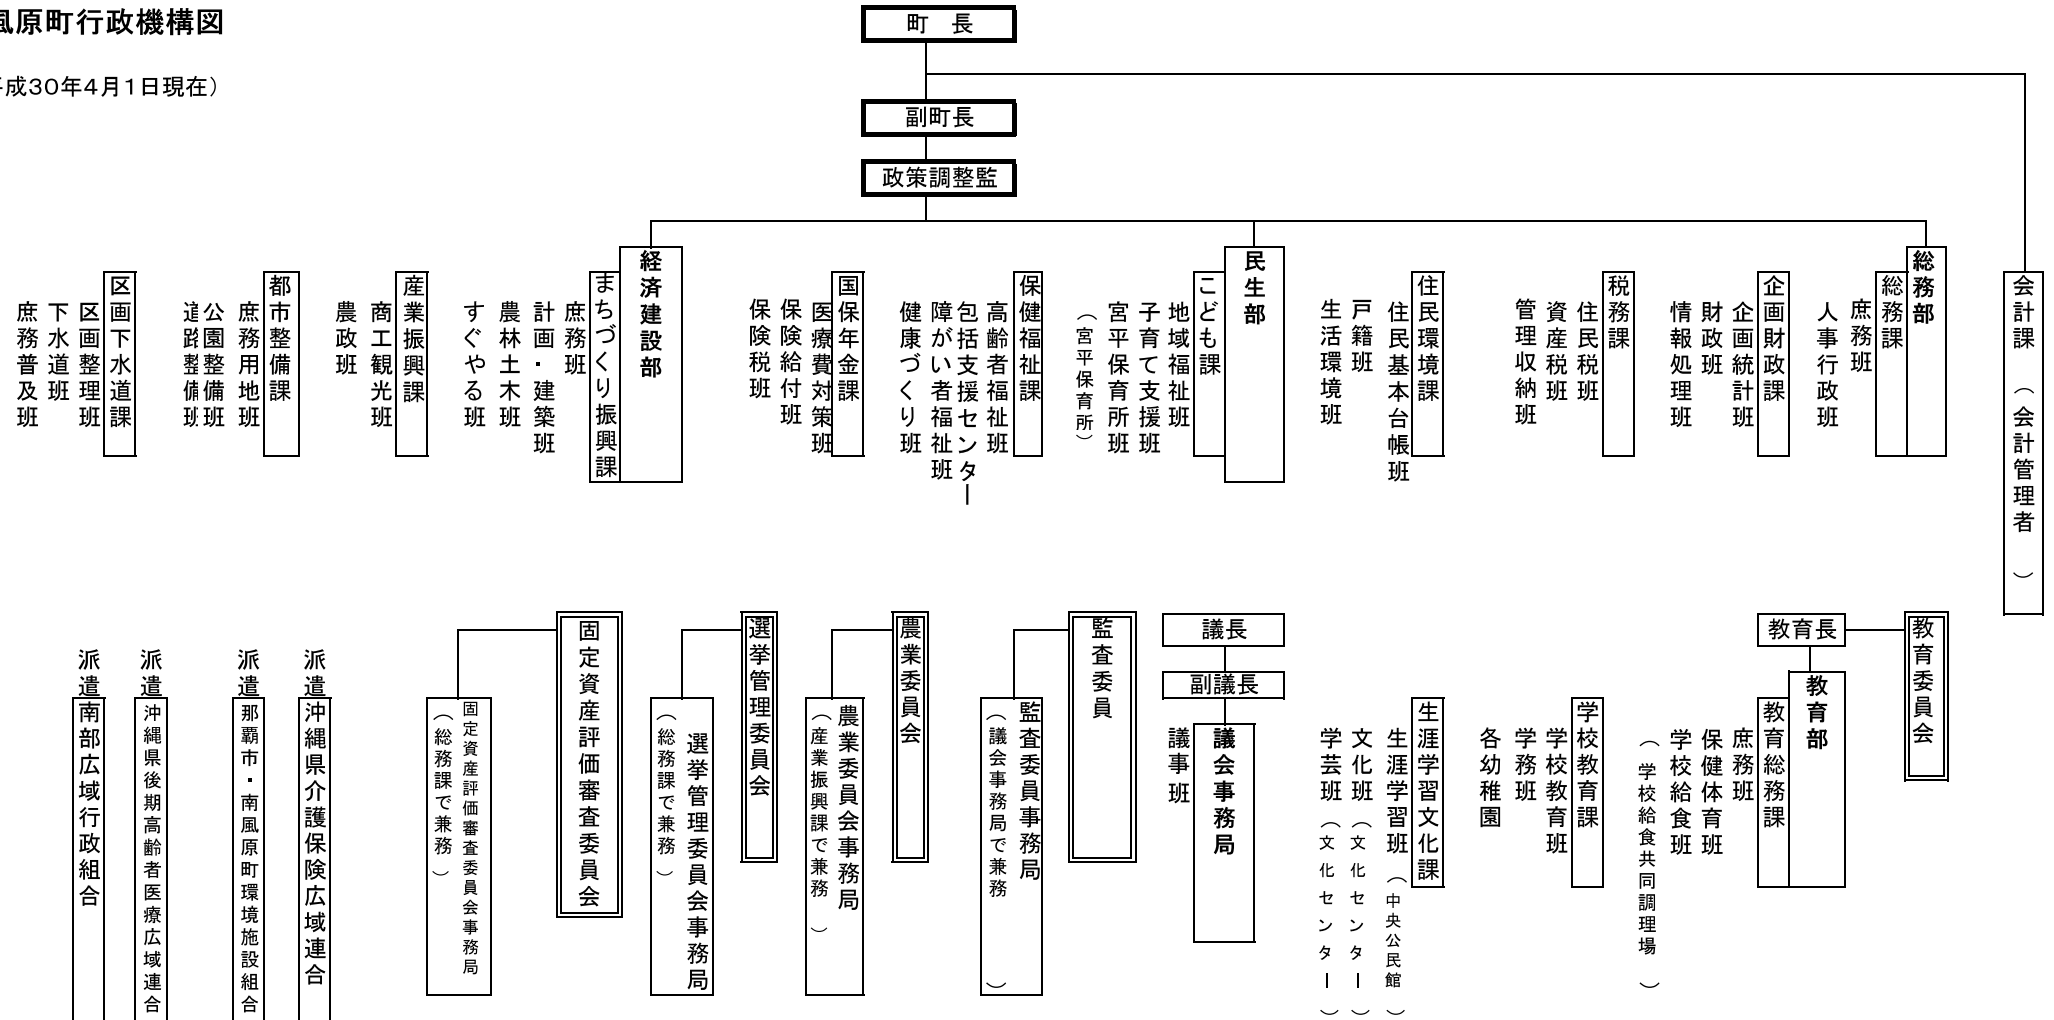 風原町行政機構図
平成30年4月1日現在）
町　長
副町長
政策調整監
会計課　（会計管理者　）
総務部
総務課
庶務班
人事行政班
企画財政課
企画統計班
財政班
情報処理班
税務課
住民税班
資産税班
管理収納班
住民環境課
住民基本台帳班
戸籍班
生活環境班
民生部
こども課
地域福祉班
子育て支援班
宮平保育所班
（宮平保育所）
保健福祉課
高齢者福祉班
包括支援センター
障がい者福祉班
健康づくり班
国保年金課
医療費対策班
保険給付班
保険税班
経済建設部
まちづくり振興課
庶務班
計画・建築班
農林土木班
すぐやる班
産業振興課
商工観光班
農政班
都市整備課
庶務用地班
公園整備班
道路整備班
区画下水道課
区画整理班
下水道班
庶務普及班
教育委員会
教育長
教育部
教育総務課
庶務班
保健体育班
学校給食班
（学校給食共同調理場　）
学校教育課
学校教育班
学務班
各幼稚園
生涯学習文化課
生涯学習班（中央公民館　）
文化班（文化センター　）
学芸班（文化センター　）
議長
副議長
議会事務局
議事班
監査委員
監査委員事務局
（議会事務局で兼務　　　）
農業委員会
農業委員会事務局
（産業振興課で兼務　）
選挙管理委員会
選挙管理委員会事務局
（総務課で兼務）
固定資産評価審査委員会
固定資産評価審査委員会事務局
（総務課で兼務）
派遣
沖縄県介護保険広域連合
派遣
那覇市・南風原町環境施設組合
派遣
沖縄県後期高齢者医療広域連合
派遣
南部広域行政組合